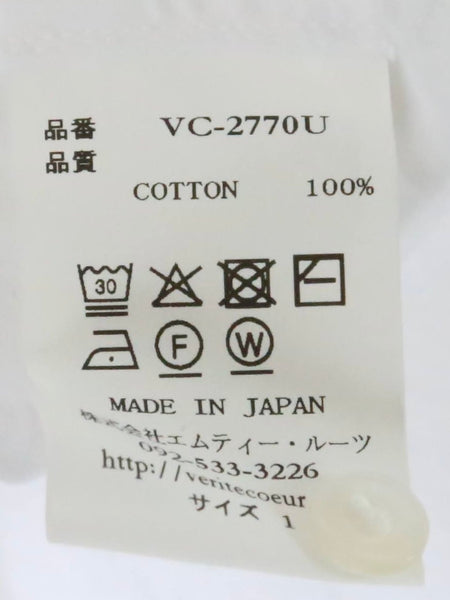 品番 VC-2770U
品質
COTTON 100%
30
F W
MADE IN JAPAN
株式会社エムティー・ルーツ
092-533-3226
http://veritecoeur
サイズ 1